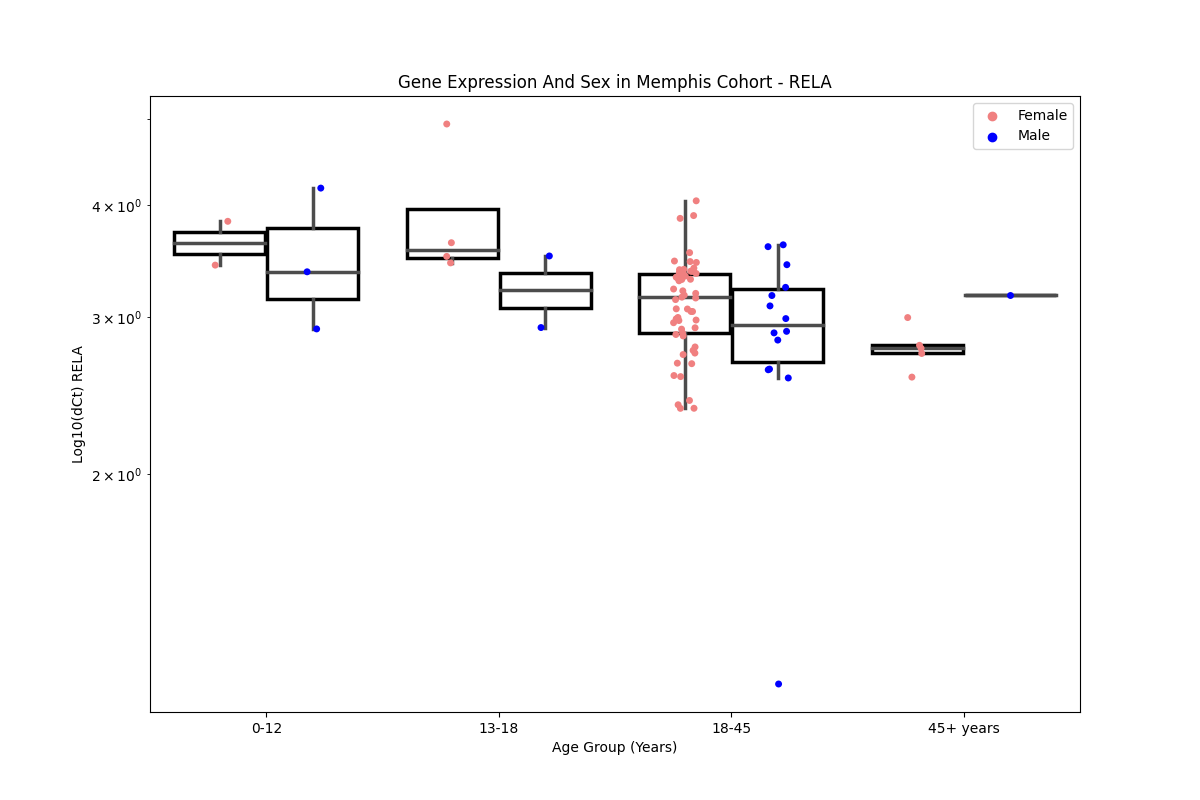 Gene Expression And Sex in Memphis Cohort - RELA
Female
Male
4 × 10⁰
3 × 10⁰
2 × 10⁰
Log10(dCt) RELA
0-12
13-18
18-45
45+ years
Age Group (Years)